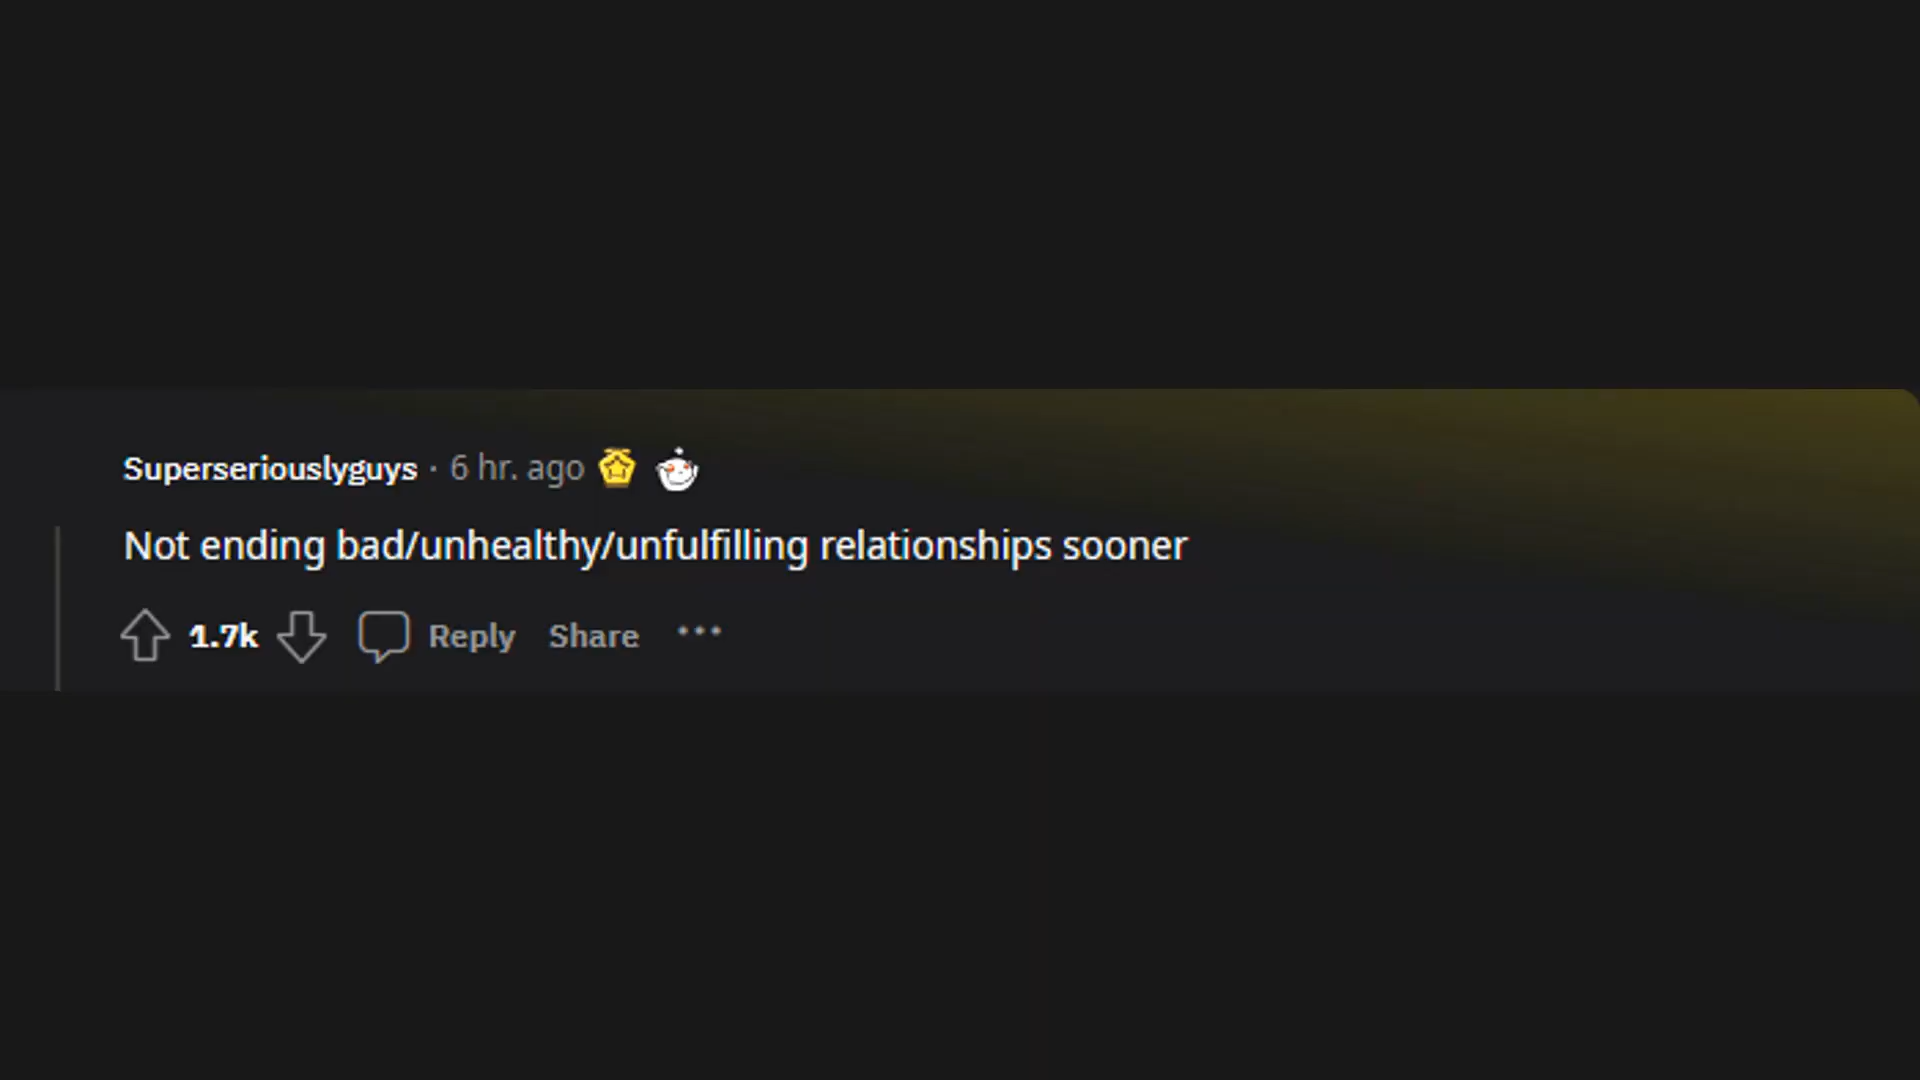 Superseriouslyguys · 6 hr. ago
Not ending bad/unhealthy/unfulfilling relationships sooner
1.7k Reply Share ···